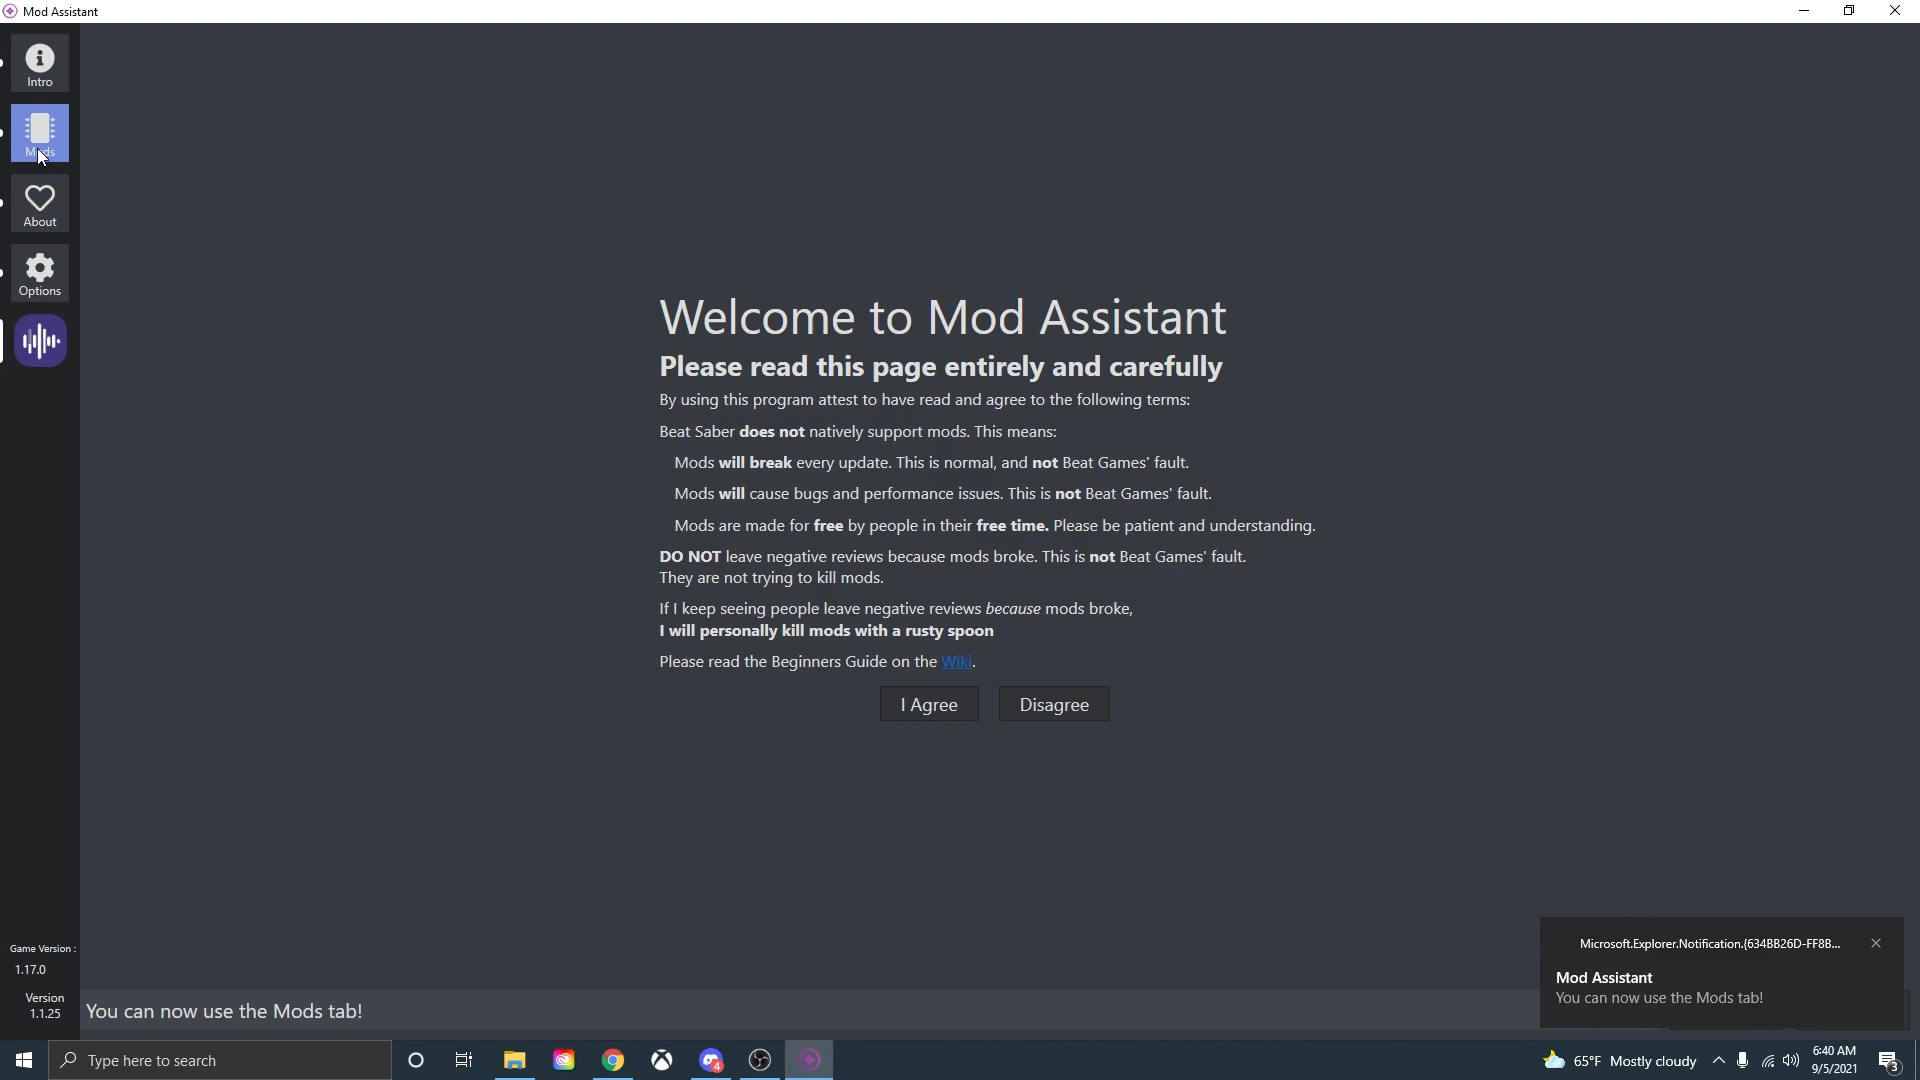 Mod Assistant
Intro
Mods
About
Options
Welcome to Mod Assistant
Please read this page entirely and carefully
By using this program attest to have read and agree to the following terms:
Beat Saber does not natively support mods. This means:
Mods will break every update. This is normal, and not Beat Games' fault.
Mods will cause bugs and performance issues. This is not Beat Games' fault.
Mods are made for free by people in their free time. Please be patient and understanding.
DO NOT leave negative reviews because mods broke. This is not Beat Games' fault.
They are not trying to kill mods.
If I keep seeing people leave negative reviews because mods broke,
I will personally kill mods with a rusty spoon
Please read the Beginners Guide on the Wiki.
I Agree
Disagree
Game Version :
1.17.0
Version
1.1.25
You can now use the Mods tab!
Microsoft.Explorer.Notification.{634BB26D-FF8B...
Mod Assistant
You can now use the Mods tab!
Type here to search
4
65°F Mostly cloudy
6:40 AM
9/5/2021
3